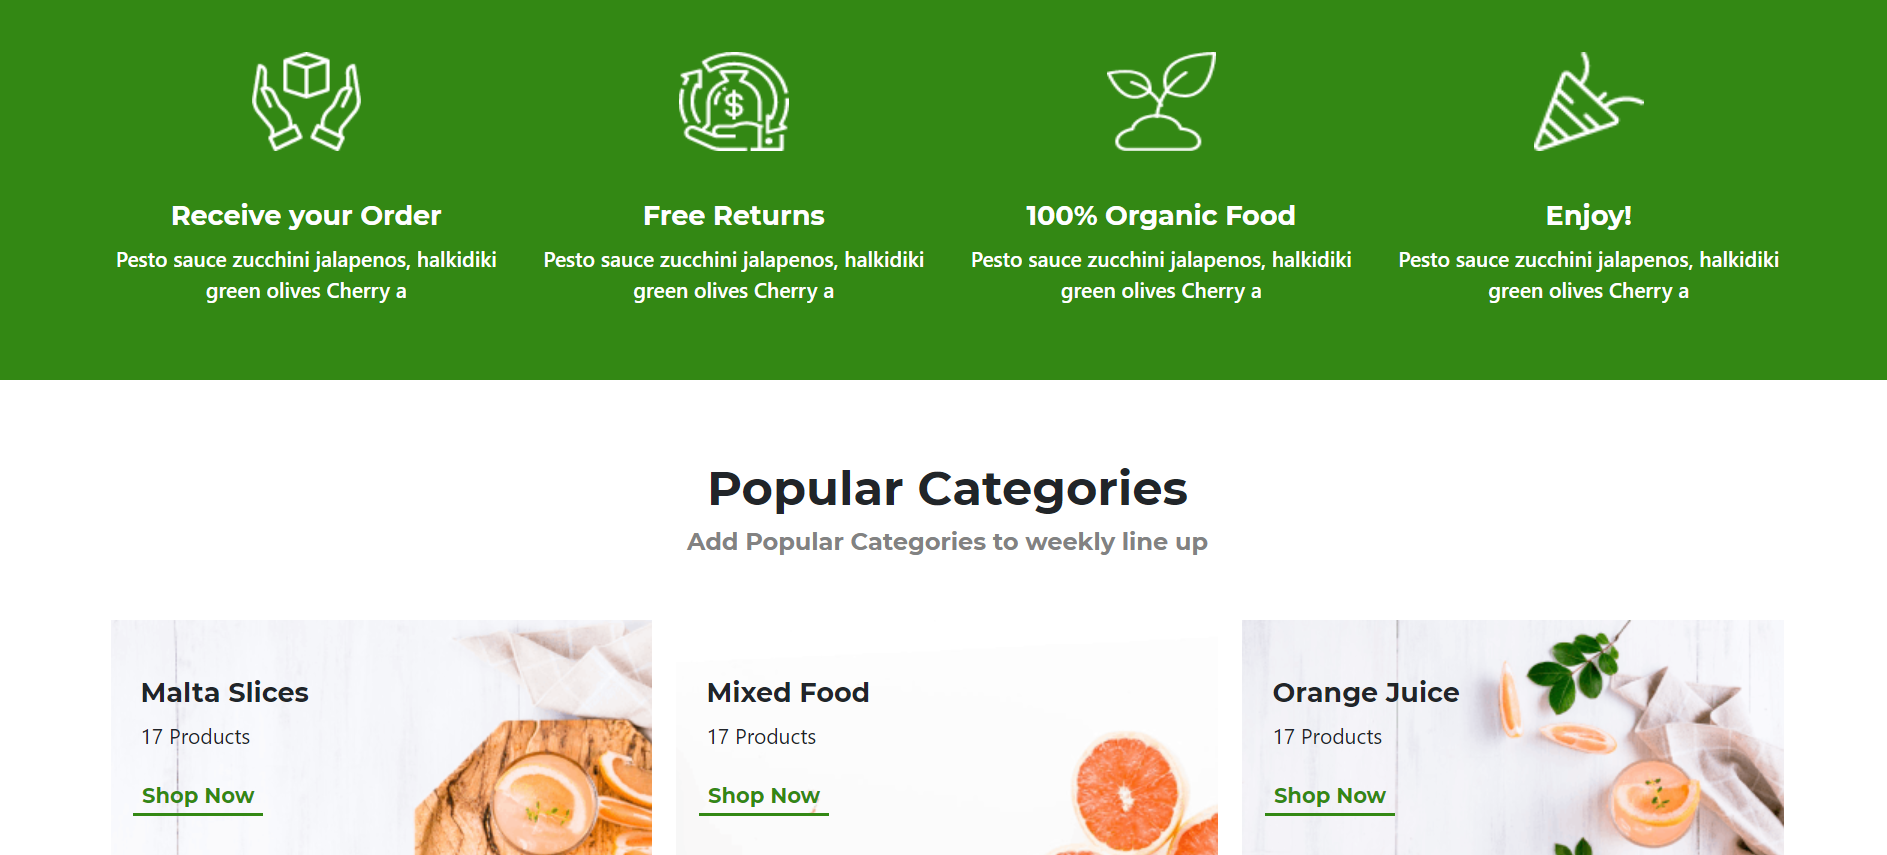 Receive your Order
Pesto sauce zucchini jalapenos, halkidiki
green olives Cherry a
$
Free Returns
Pesto sauce zucchini jalapenos, halkidiki
green olives Cherry a
100% Organic Food
Pesto sauce zucchini jalapenos, halkidiki
green olives Cherry a
Enjoy!
Pesto sauce zucchini jalapenos, halkidiki
green olives Cherry a
Popular Categories
Add Popular Categories to weekly line up
Malta Slices
17 Products
Shop Now
Mixed Food
17 Products
Shop Now
Orange Juice
17 Products
Shop Now